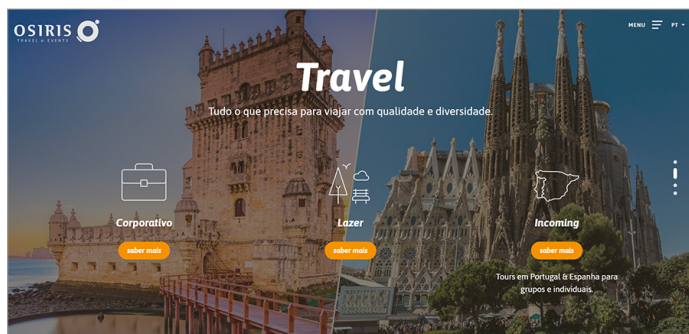 OSIRIS
TRAVEL & EVENTS
MENU
PT
Travel
Tudo o que precisa para viajar com qualidade e diversidade.
Corporativo
Lazer
Incoming
saber mais
saber mais
saber mais
Tours em Portugal & Espanha para
grupos e individuais.